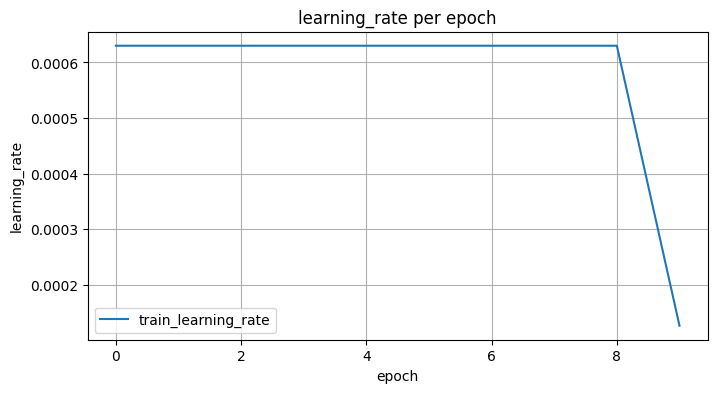 learning_rate per epoch
learning_rate
0.0006
0.0005
0.0004
0.0003
0.0002
train_learning_rate
0 2 4 6 8
epoch